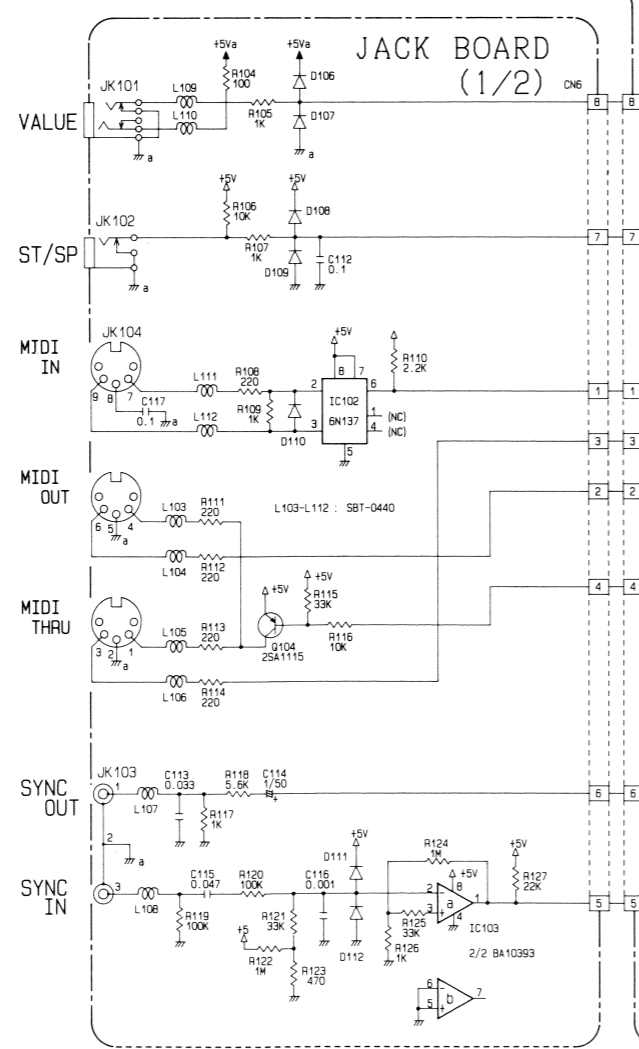 JACK BOARD
(1/2)
CN6
+5Va
+5Va
R104
100
D106
JK101
L109
8
8
VALUE
L110
R105
1K
D107
a
a
+5V
+5V
R106
10K
D108
JK102
7
7
ST/SP
R107
1K
D109
C112
0.1
a
MIDI
IN
JK104
+5V
R110
2.2K
L111
R108
220
8
7
2
6
1
1
9
8
7
C117
0.1
a
L112
R109
1K
D110
IC102
6N137
1
(NC)
4
(NC)
3
5
3
3
MIDI
OUT
L103
R111
220
L103-L112 : SBT-0440
2
2
6
5
4
a
L104
R112
220
MIDI
THRU
+5V
+5V
R115
33K
4
4
L105
R113
220
Q104
2SA1115
R116
10K
3
2
1
a
L106
R114
220
JK103
SYNC
OUT
1
L107
C113
0.033
R118
5.6K
C114
1/50
+
6
6
R117
1K
2
a
SYNC
IN
3
L108
C115
0.047
R120
100K
C116
0.001
D111
+5V
R124
1M
+5V
+5V
R127
22K
2
-
8
a
1
3
+
4
5
5
R119
100K
R121
33K
+5
R122
1M
R123
470
D112
R125
33K
R126
1K
IC103
2/2 BA10393
6
-
5
+
b
7